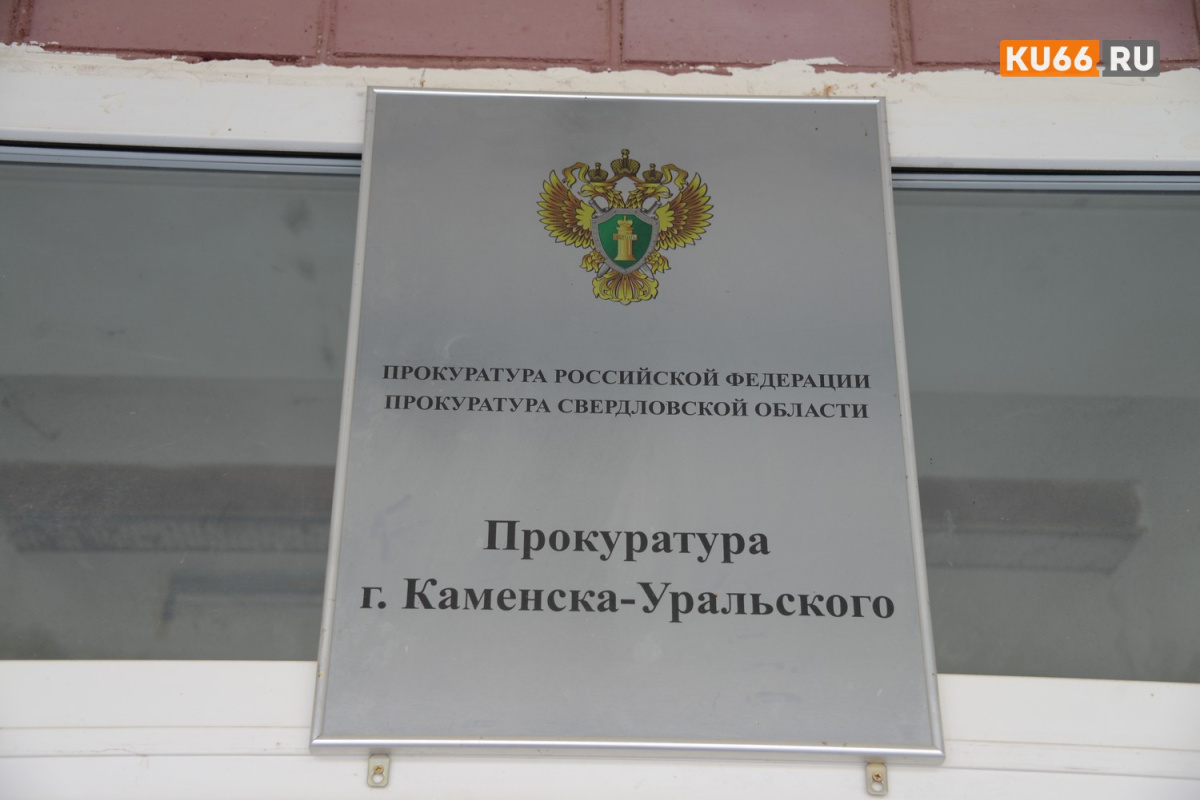 KU66.RU
ПРОКУРАТУРА РОССИЙСКОЙ ФЕДЕРАЦИИ
ПРОКУРАТУРА СВЕРДЛОВСКОЙ ОБЛАСТИ
Прокуратура
г. Каменска-Уральского